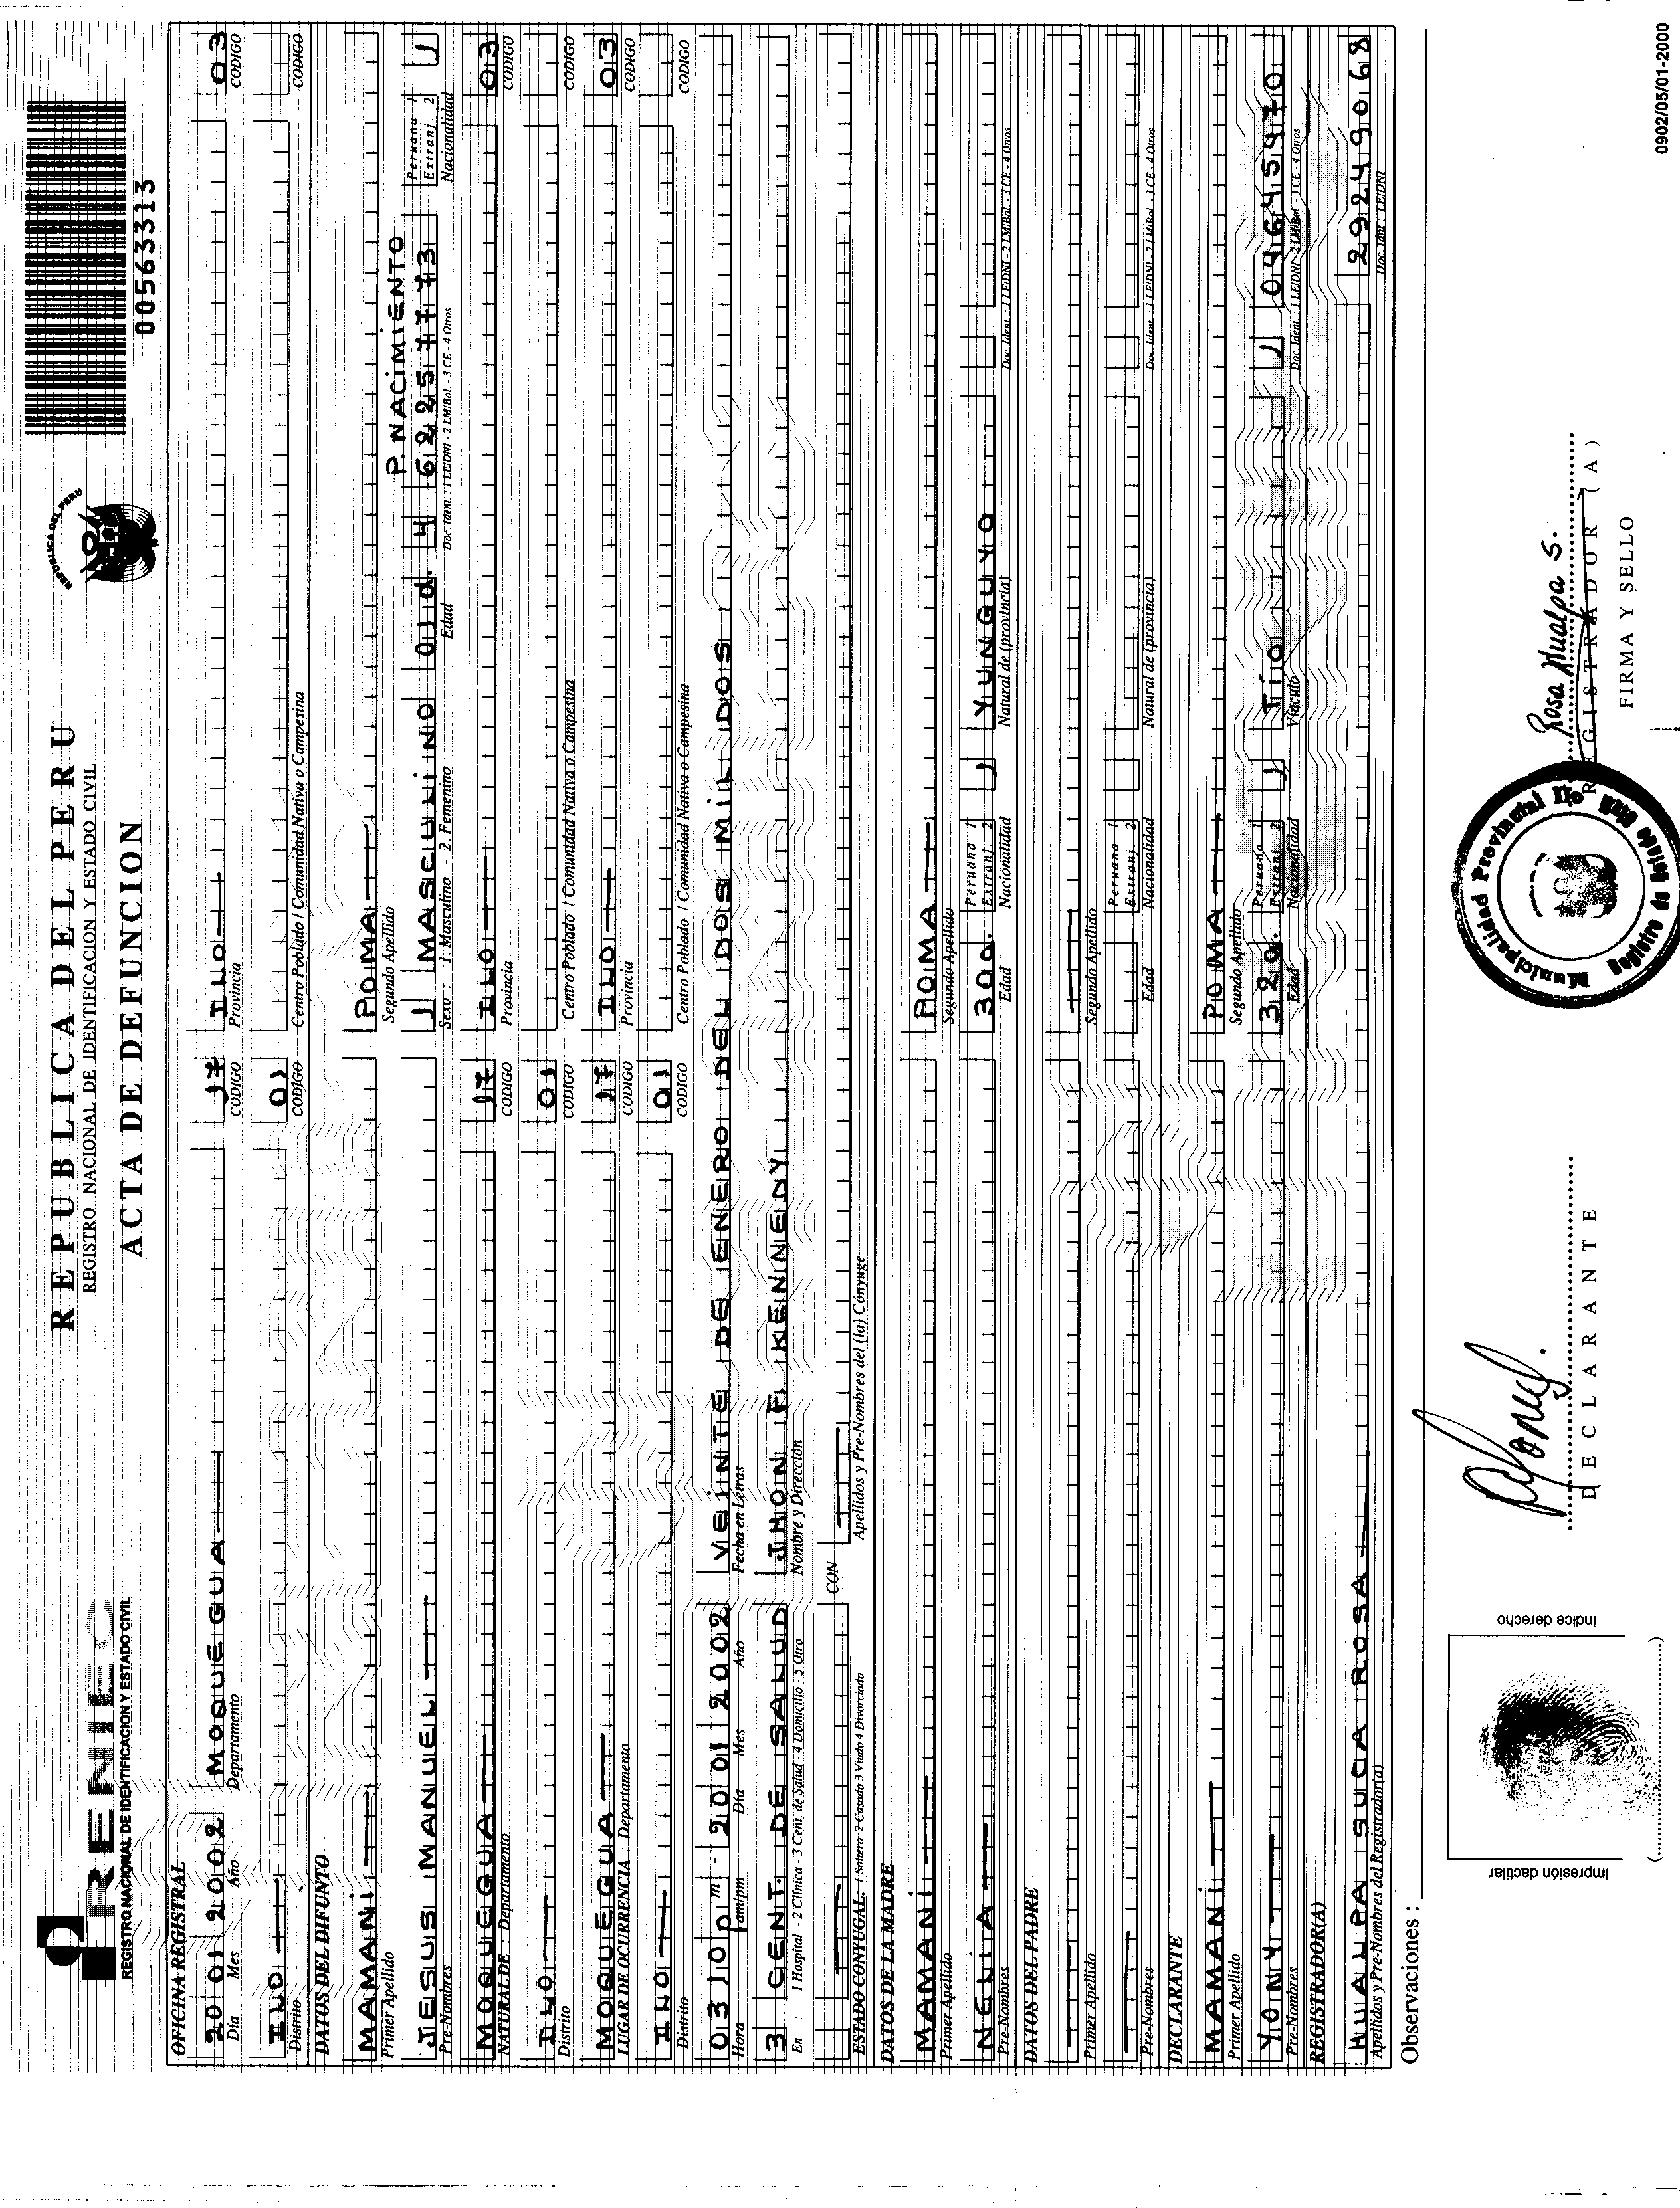 RENIEC
REGISTRO NACIONAL DE IDENTIFICACION Y ESTADO CIVIL
REPUBLICA DEL PERU
REGISTRO NACIONAL DE IDENTIFICACION Y ESTADO CIVIL
ACTA DE DEFUNCION
REPUBLICA DEL PERU
00563313
OFICINA REGISTRAL
20 01 2002 MOQUEGUA 17 ILO 03
Día Mes Año Departamento CODIGO Provincia CODIGO
ILO 01
Distrito CODIGO Centro Poblado / Comunidad Nativa o Campesina CODIGO
DATOS DEL DIFUNTO
MAMANI POMA
Primer Apellido Segundo Apellido
P. NACIMIENTO
JESUS MANUEL 1 MASCULINO 01d. 4 62257773 Peruana 1 Extranj. 2 1
Pre-Nombres Sexo : 1. Masculino - 2. Femenino Edad Doc. Ident. : 1 LE/DNI - 2 LM/Bol. - 3 CE - 4 Otros Nacionalidad
MOQUEGUA 17 ILO 03
NATURAL DE : Departamento CODIGO Provincia CODIGO
ILO 01
Distrito CODIGO Centro Poblado / Comunidad Nativa o Campesina CODIGO
MOQUEGUA 17 ILO 03
LUGAR DE OCURRENCIA : Departamento CODIGO Provincia CODIGO
ILO 01
Distrito CODIGO Centro Poblado / Comunidad Nativa o Campesina CODIGO
0310 pm - 20 01 2002 VEINTE DE ENERO DEL DOS MIL DOS
Hora am/pm Día Mes Año Fecha en Letras
3 CENT. DE SALUD JHON F KENNEDY
En : 1 Hospital - 2 Clínica - 3 Cent. de Salud - 4 Domicilio - 5 Otro Nombre y Dirección
CON
ESTADO CONYUGAL: 1 Soltero 2 Casado 3 Viudo 4 Divorciado Apellidos y Pre-Nombres del (la) Cónyuge
DATOS DE LA MADRE
MAMANI POMA
Primer Apellido Segundo Apellido
NELIA 30a. Peruana 1 Extranj. 2 1 YUNGUYO
Pre-Nombres Edad Nacionalidad Natural de (provincia) Doc. Ident. : 1 LE/DNI - 2 LM/Bol. - 3 CE - 4 Otros
DATOS DEL PADRE
Primer Apellido Segundo Apellido
Peruana 1 Extranj. 2
Pre-Nombres Edad Nacionalidad Natural de (provincia) Doc. Ident. : 1 LE/DNI - 2 LM/Bol. - 3 CE - 4 Otros
DECLARANTE
MAMANI POMA
Primer Apellido Segundo Apellido
YONY 32a. Peruana 1 Extranj. 2 1 TIO 1 04645470
Pre-Nombres Edad Nacionalidad Vínculo Doc. Ident. : 1 LE/DNI - 2 LM/Bol. - 3 CE - 4 Otros
REGISTRADOR(A)
HUALPA SUCA ROSA 29249068
Apellidos y Pre-Nombres del Registrador(a) Doc. Idnt : LE/DNI
Observaciones :
impresión dactilar
indice derecho
(..............................)
DECLARANTE
Municipalidad Provincial Ilo
Registro de Estado Civil
Rosa Hualpa S.
REGISTRADOR (A)
FIRMA Y SELLO
0902/05/01-2000